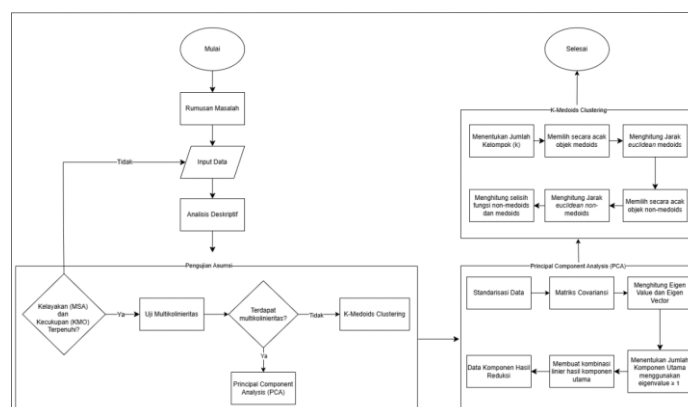 Mulai
Rumusan Masalah
Tidak
Input Data
Analisis Deskriptif
Pengujian Asumsi
Kelayakan (MSA)
dan
Kecukupan (KMO)
Terpenuhi?
Ya
Uji Multikolinieritas
Terdapat
multikolinieritas?
Tidak
K-Medoids Clustering
Ya
Principal Component
Analysis (PCA)
Selesai
K-Medoids Clustering
Menentukan Jumlah
Kelompok (k)
Memilih secara acak
objek medoids
Menghitung Jarak
euclidean
medoids
Menghitung selisih
fungsi non-medoids
dan medoids
Menghitung Jarak
euclidean non-
medoids
Memilih secara acak
objek non-medoids
Principal Component Analysis (PCA)
Standarisasi Data
Matriks Covariansi
Menghitung Eigen
Value dan Eigen
Vector
Data Komponen Hasil
Reduksi
Membuat kombinasi
linier hasil komponen
utama
Menentukan Jumlah
Komponen Utama
menggunakan
eigenvalue ≥ 1